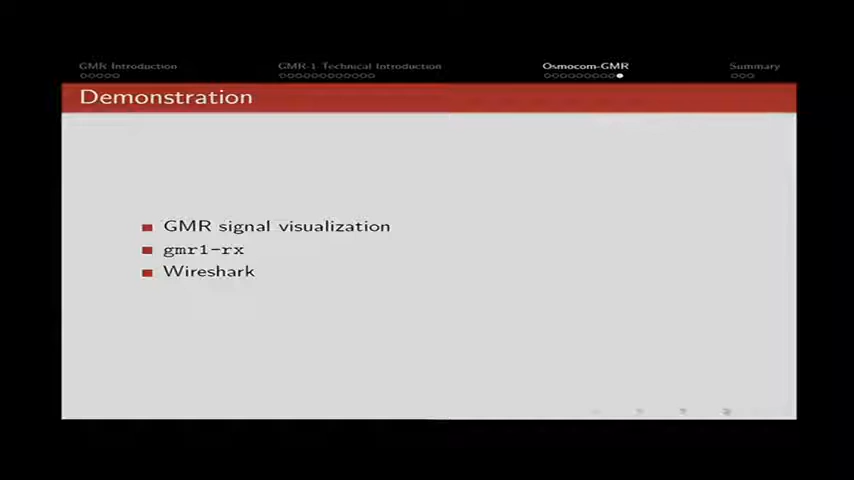 GMR Introduction GMR-1 Technical Introduction Osmocom-GMR Summary
Demonstration
GMR signal visualization
gmr1-rx
Wireshark